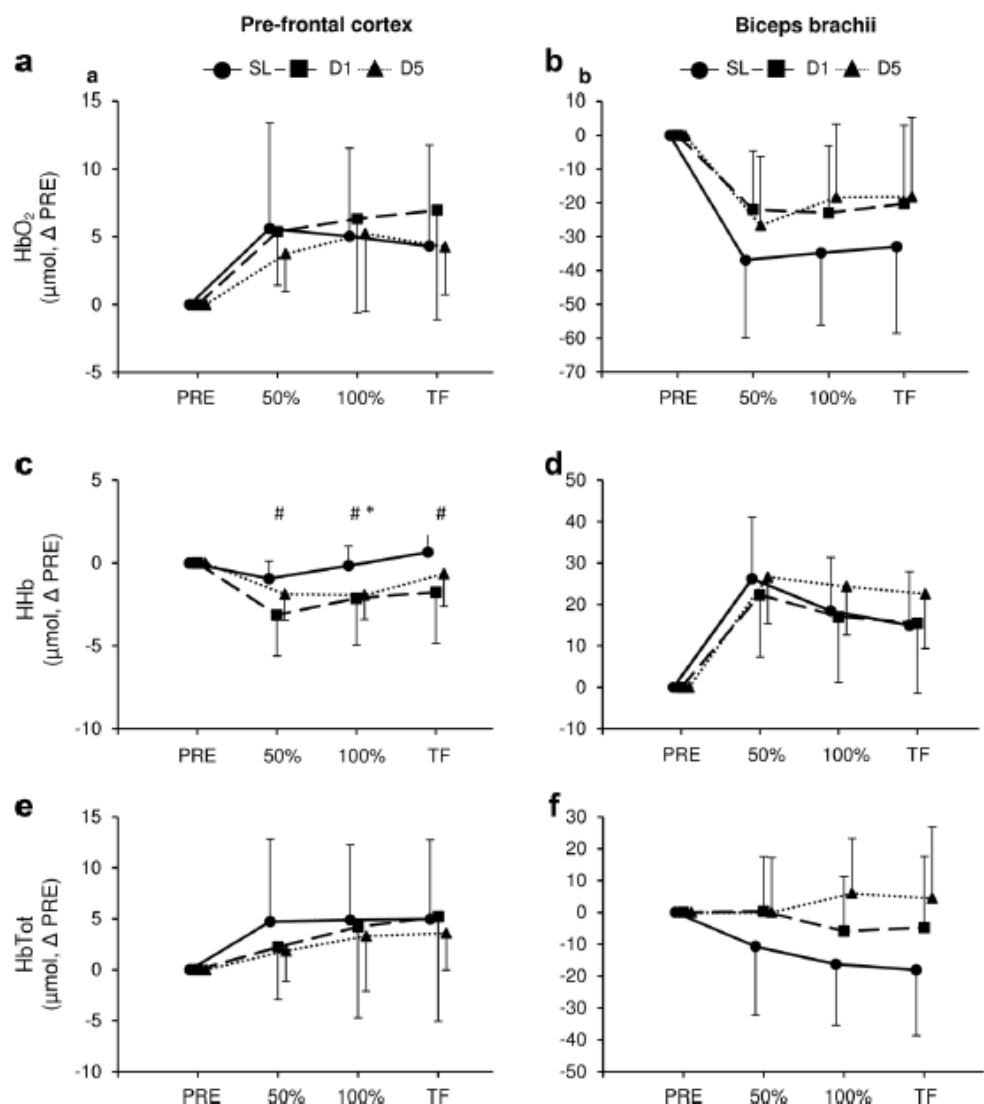 Pre-frontal cortex
Biceps brachii
a
b
a
b
SL D1 D5
SL D1 D5
HbO2
(µmol, Δ PRE)
15
10
5
0
-5
PRE 50% 100% TF
10
0
-10
-20
-30
-40
-50
-60
-70
PRE 50% 100% TF
c
d
HHb
(µmol, Δ PRE)
5
0
-5
-10
# # * #
PRE 50% 100% TF
50
40
30
20
10
0
-10
PRE 50% 100% TF
e
f
HbTot
(µmol, Δ PRE)
15
10
5
0
-5
-10
PRE 50% 100% TF
30
20
10
0
-10
-20
-30
-40
-50
PRE 50% 100% TF